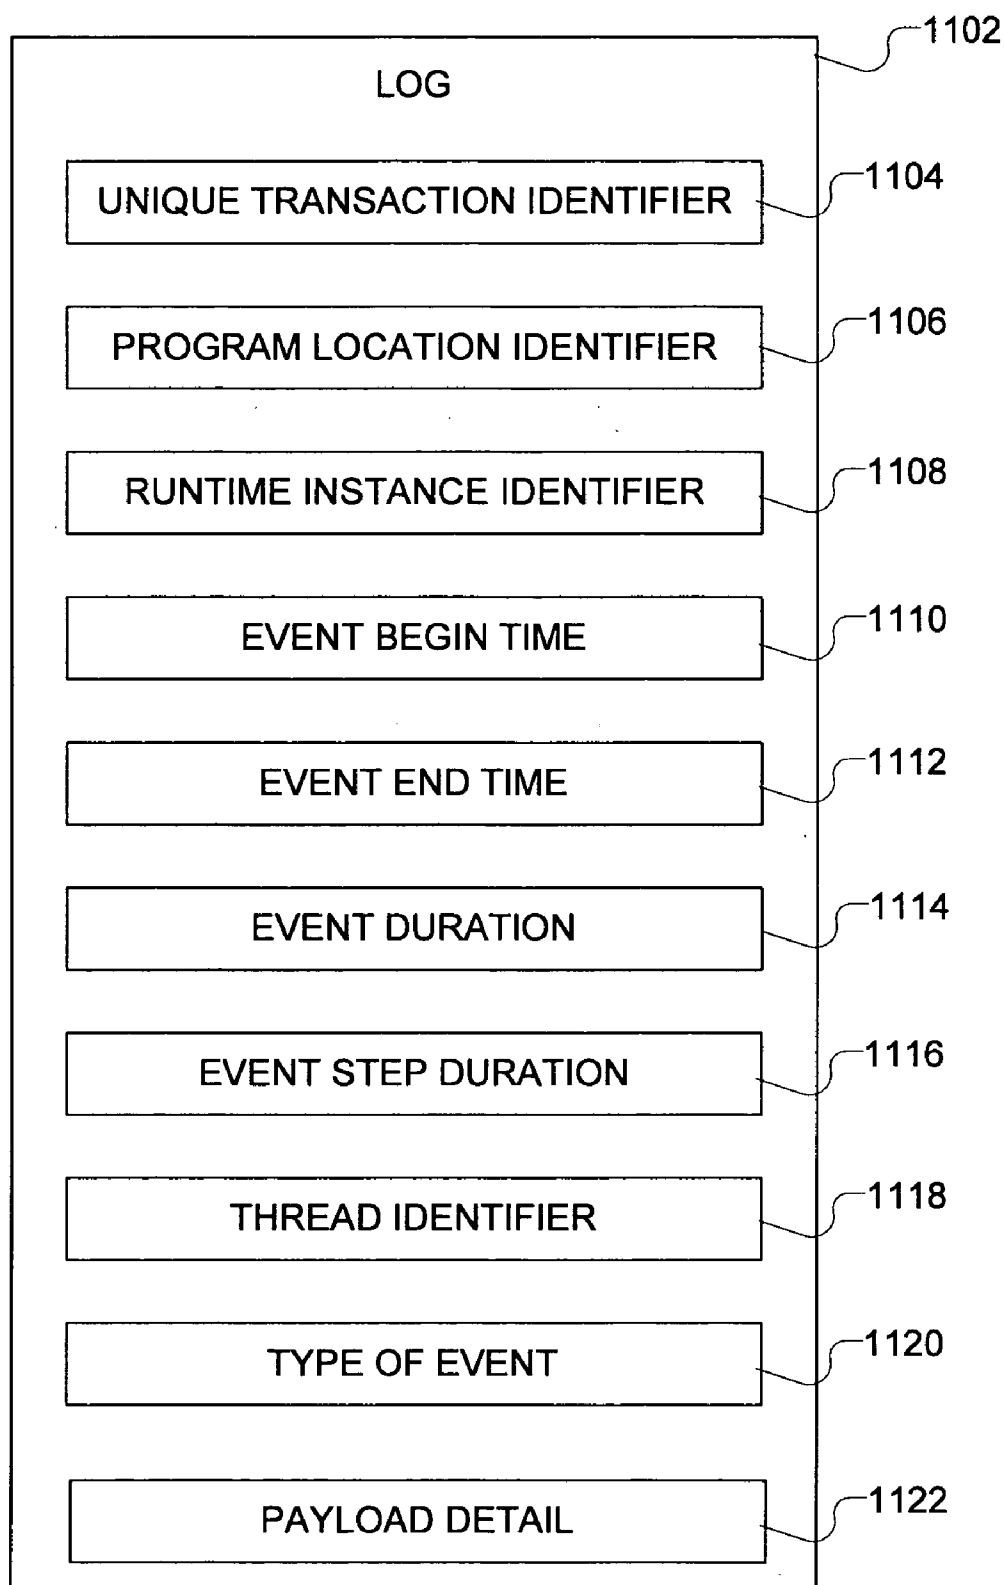 1102
LOG
UNIQUE TRANSACTION IDENTIFIER
1104
PROGRAM LOCATION IDENTIFIER
1106
RUNTIME INSTANCE IDENTIFIER
1108
EVENT BEGIN TIME
1110
EVENT END TIME
1112
EVENT DURATION
1114
EVENT STEP DURATION
1116
THREAD IDENTIFIER
1118
TYPE OF EVENT
1120
PAYLOAD DETAIL
1122